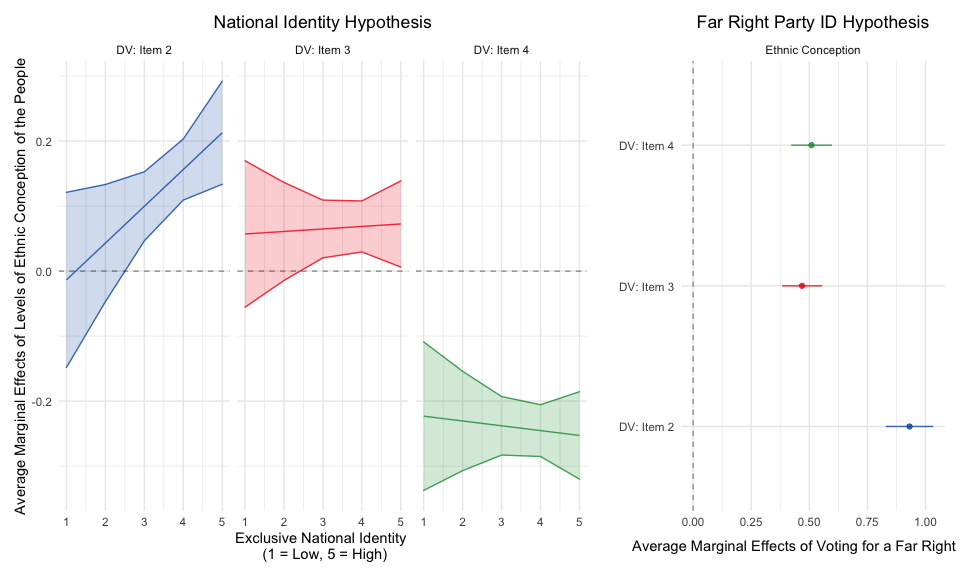 National Identity Hypothesis
DV: Item 2
DV: Item 3
DV: Item 4
Average Marginal Effects of Levels of Ethnic Conception of the People
0.2
0.0
-0.2
1 2 3 4 5
1 2 3 4 5
1 2 3 4 5
Exclusive National Identity
(1 = Low, 5 = High)
Far Right Party ID Hypothesis
Ethnic Conception
DV: Item 4
DV: Item 3
DV: Item 2
0.00 0.25 0.50 0.75 1.00
Average Marginal Effects of Voting for a Far Right